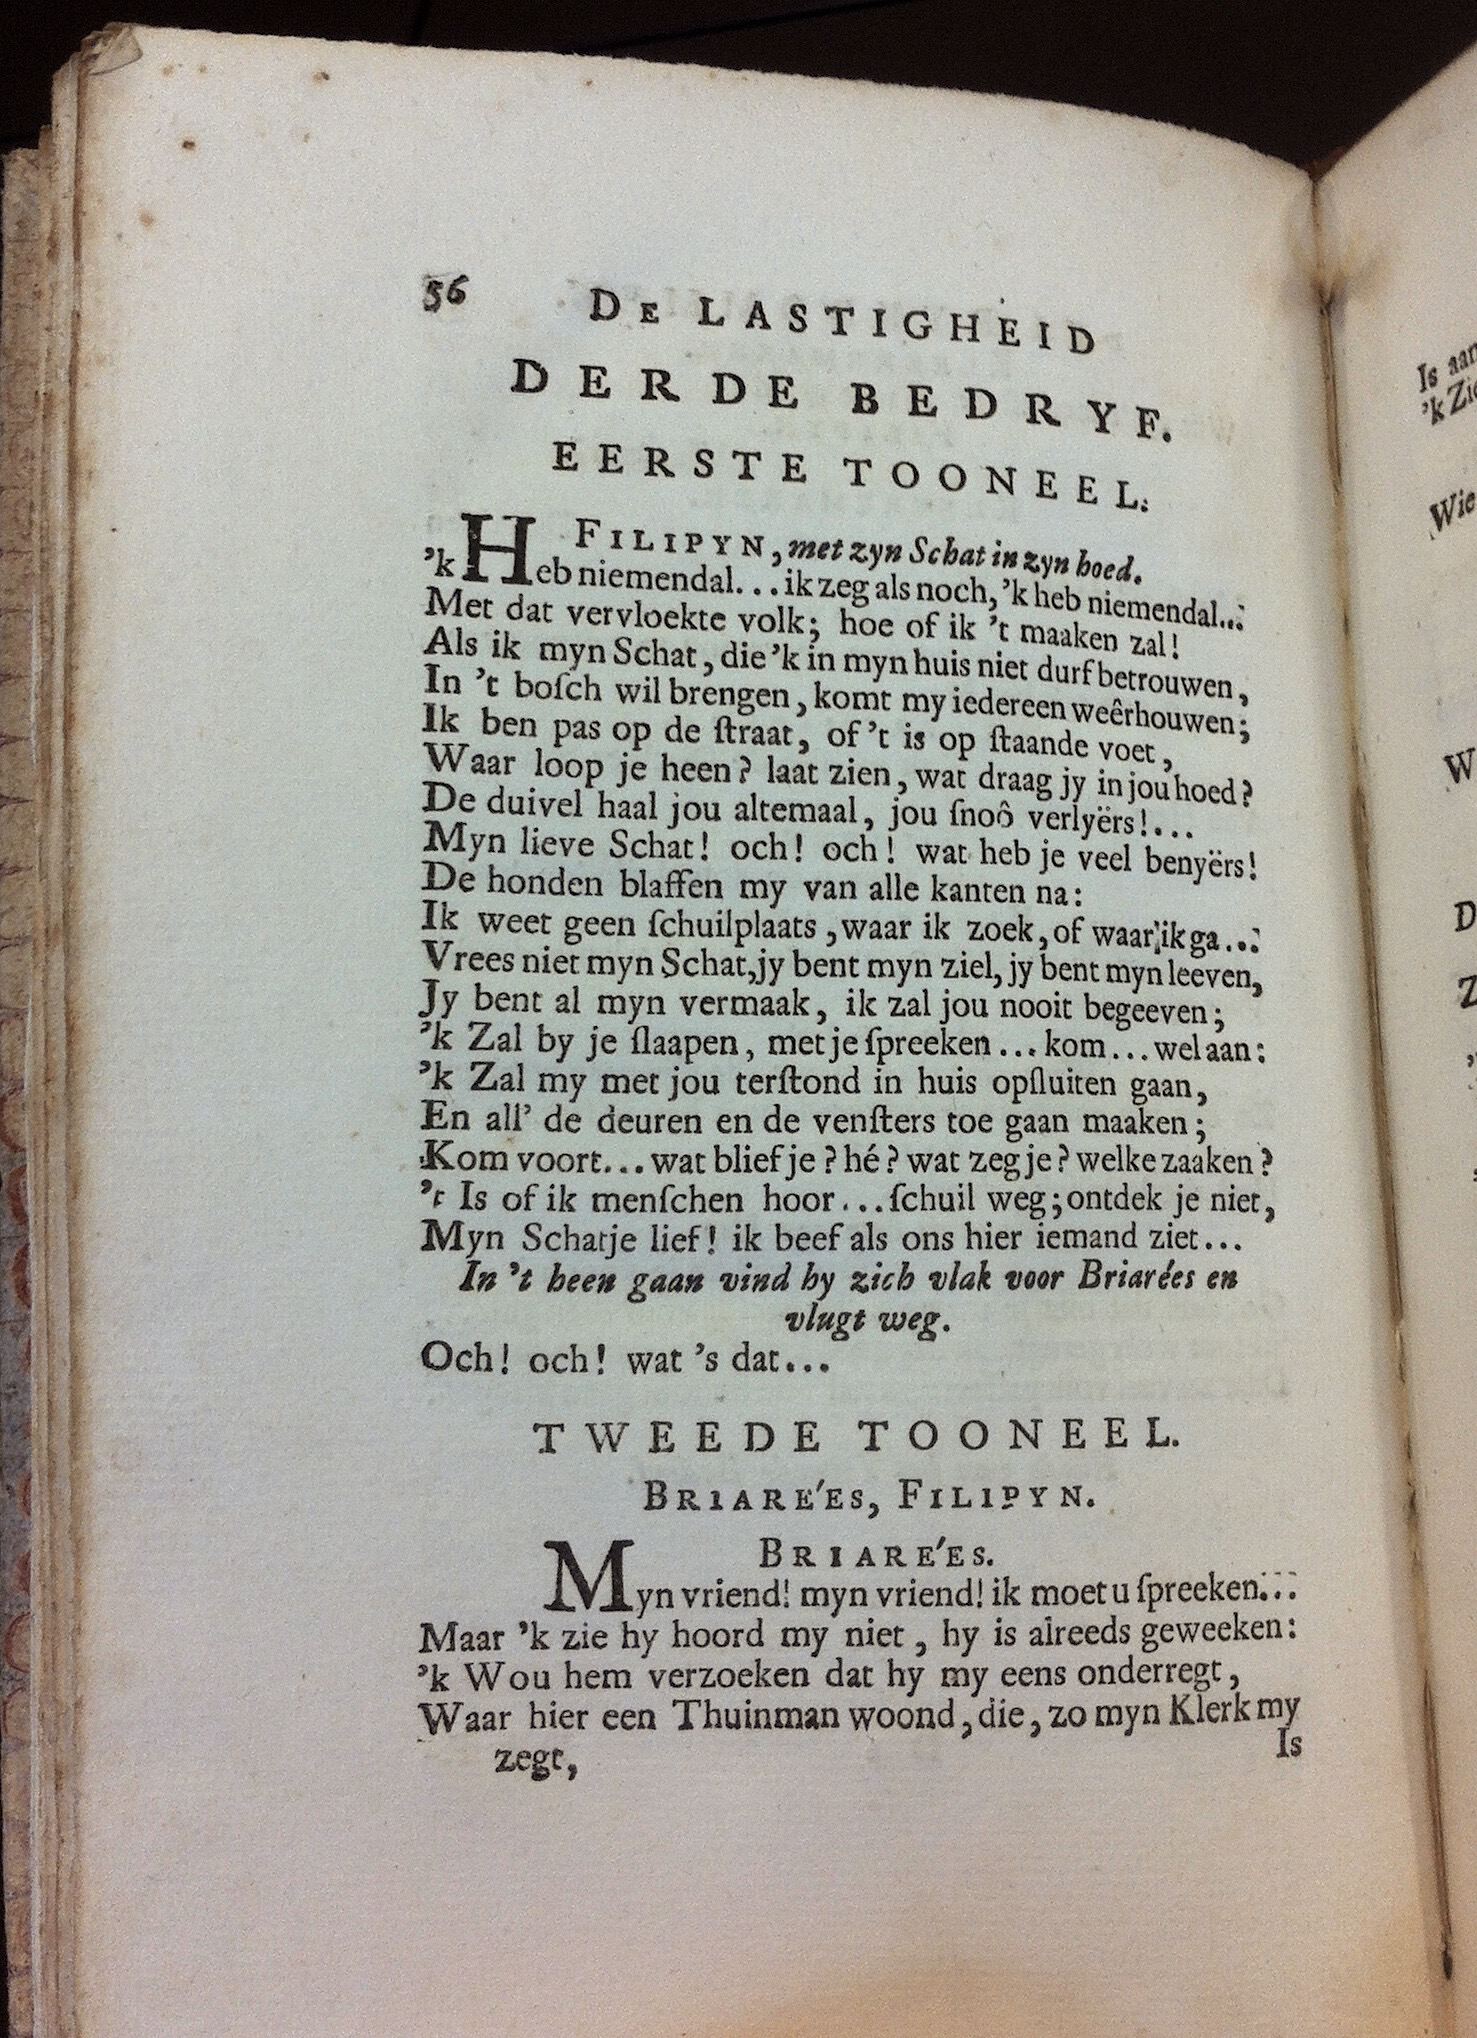 56 DE LASTIGHEID
DERDE BEDRYF.
EERSTE TOONEEL.
FILIPYN, met zyn Schat in zyn hoed.
’k Heb niemendal... ik zeg als noch, ’k heb niemendal...
Met dat vervloekte volk; hoe of ik ’t maaken zal!
Als ik myn Schat, die ’k in myn huis niet durf betrouwen,
In ’t boſch wil brengen, komt my iedereen weêrhouwen;
Ik ben pas op de ſtraat, of ’t is op ſtaande voet,
Waar loop je heen? laat zien, wat draag jy in jou hoed?
De duivel haal jou altemaal, jou ſnoô verlyërs!...
Myn lieve Schat! och! och! wat heb je veel benyërs!
De honden blaffen my van alle kanten na:
Ik weet geen ſchuilplaats, waar ik zoek, of waar ik ga...
Vrees niet myn Schat, jy bent myn ziel, jy bent myn leeven,
Jy bent al myn vermaak, ik zal jou nooit begeeven;
’k Zal by je ſlaapen, met je ſpreeken... kom... wel aan:
’k Zal my met jou terſtond in huis opſluiten gaan,
En all’ de deuren en de venſters toe gaan maaken;
Kom voort... wat blief je? hé? wat zeg je? welke zaaken?
’t Is of ik menſchen hoor... ſchuil weg; ontdek je niet,
Myn Schatje lief! ik beef als ons hier iemand ziet...
In ’t heen gaan vind hy zich vlak voor Briarées en
vlugt weg.
Och! och! wat ’s dat...
TWEEDE TOONEEL.
BRIARE´ES, FILIPYN.
BRIARE´ES.
Myn vriend! myn vriend! ik moet u ſpreeken...
Maar ’k zie hy hoord my niet, hy is alreeds geweeken:
’k Wou hem verzoeken dat hy my eens onderregt,
Waar hier een Thuinman woond, die, zo myn Klerk my
zegt,
Is
Is aan
’k Zie
Wie
W
D
Z